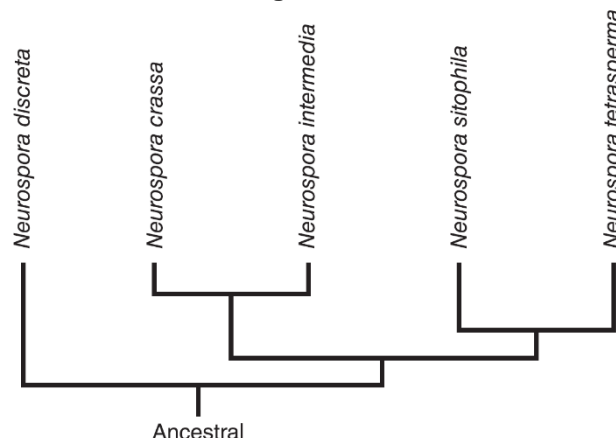 Neurospora discreta
Neurospora crassa
Neurospora intermedia
Neurospora sitophila
Neurospora tetrasperma
Ancestral